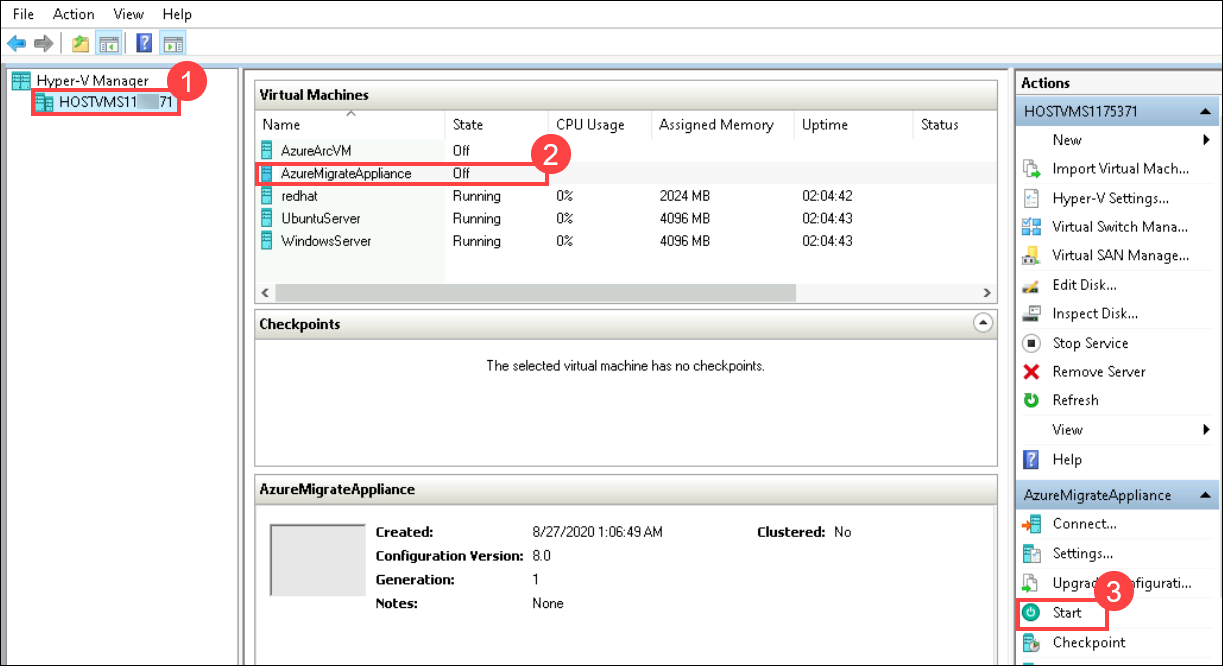 File Action View Help
Hyper-V Manager
1
HOSTVMS11 71
Virtual Machines
Name State CPU Usage Assigned Memory Uptime Status
AzureArcVM Off
2
AzureMigrateAppliance Off
redhat Running 0% 2024 MB 02:04:42
UbuntuServer Running 0% 4096 MB 02:04:43
WindowsServer Running 0% 4096 MB 02:04:43
Checkpoints
The selected virtual machine has no checkpoints.
AzureMigrateAppliance
Created: 8/27/2020 1:06:49 AM Clustered: No
Configuration Version: 8.0
Generation: 1
Notes: None
Actions
HOSTVMS1175371
New
Import Virtual Mach...
Hyper-V Settings...
Virtual Switch Mana...
Virtual SAN Manage...
Edit Disk...
Inspect Disk...
Stop Service
Remove Server
Refresh
View
Help
AzureMigrateAppliance
Connect...
Settings...
Upgrad figurati...
3
Start
Checkpoint